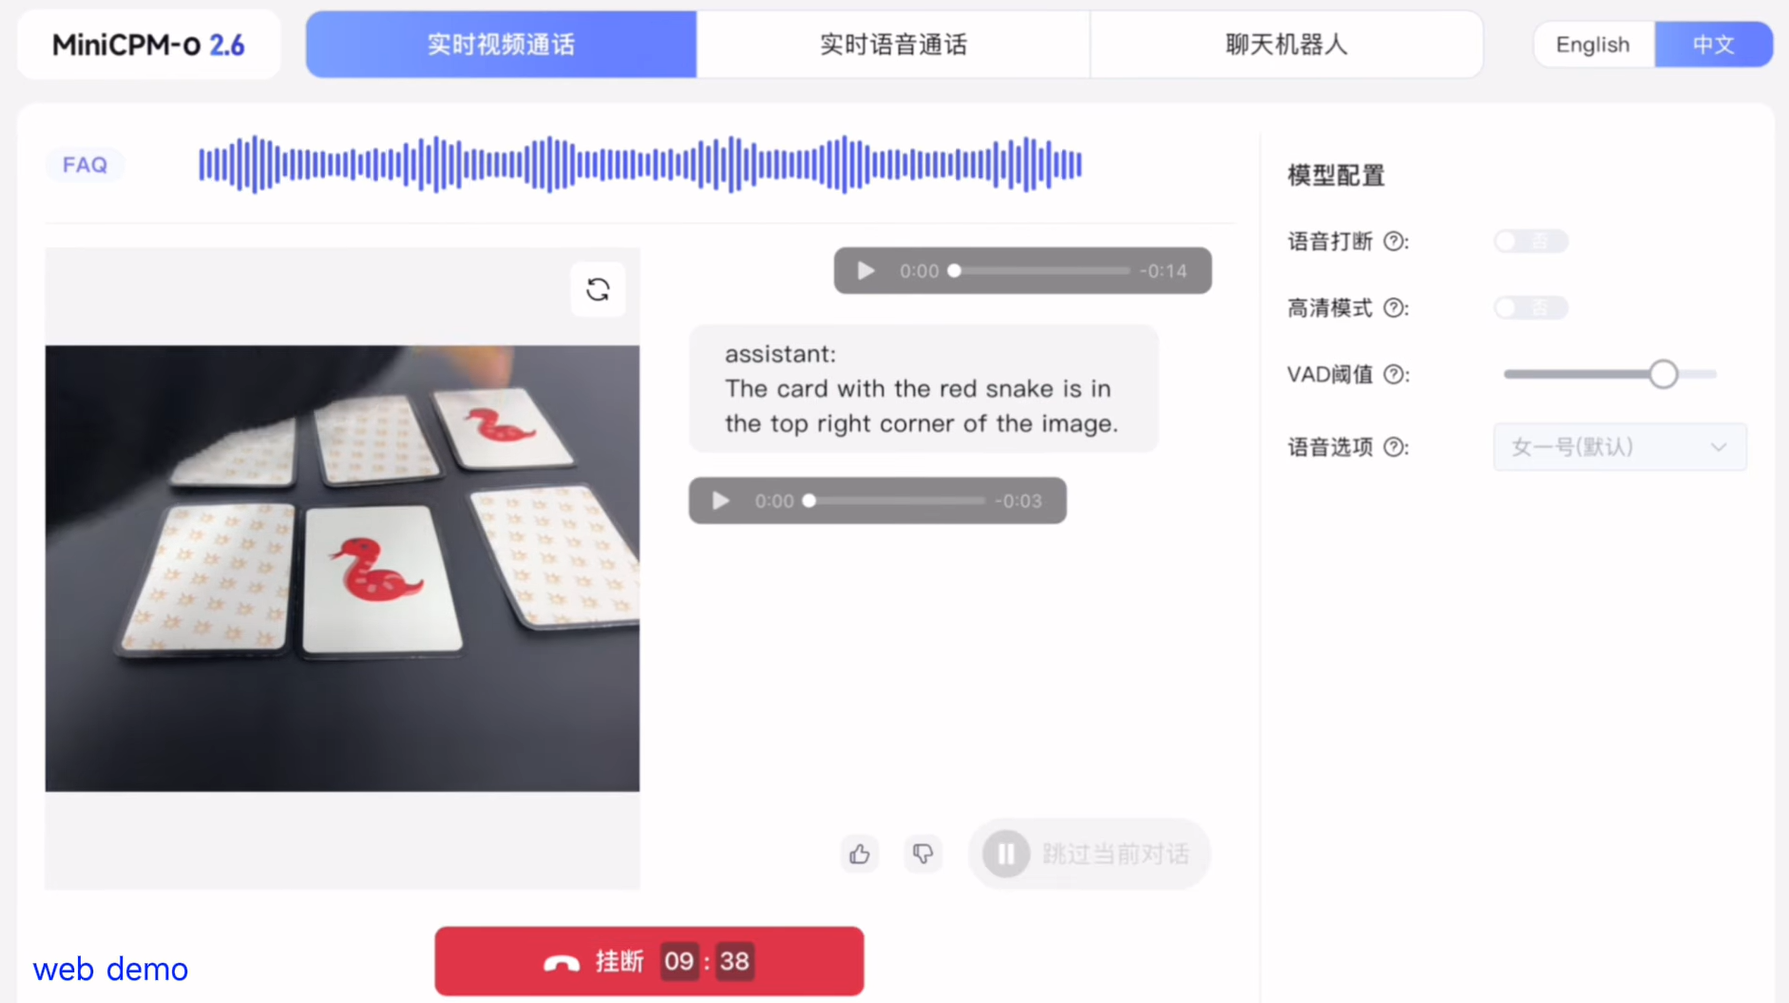 MiniCPM-o 2.6
实时视频通话
实时语音通话
聊天机器人
English
中文
FAQ
0:00
-0:14
assistant:
The card with the red snake is in
the top right corner of the image.
0:00
-0:03
跳过当前对话
挂断 09 : 38
web demo
模型配置
语音打断 ?:
否
高清模式 ?:
否
VAD阈值 ?:
语音选项 ?:
女一号(默认)